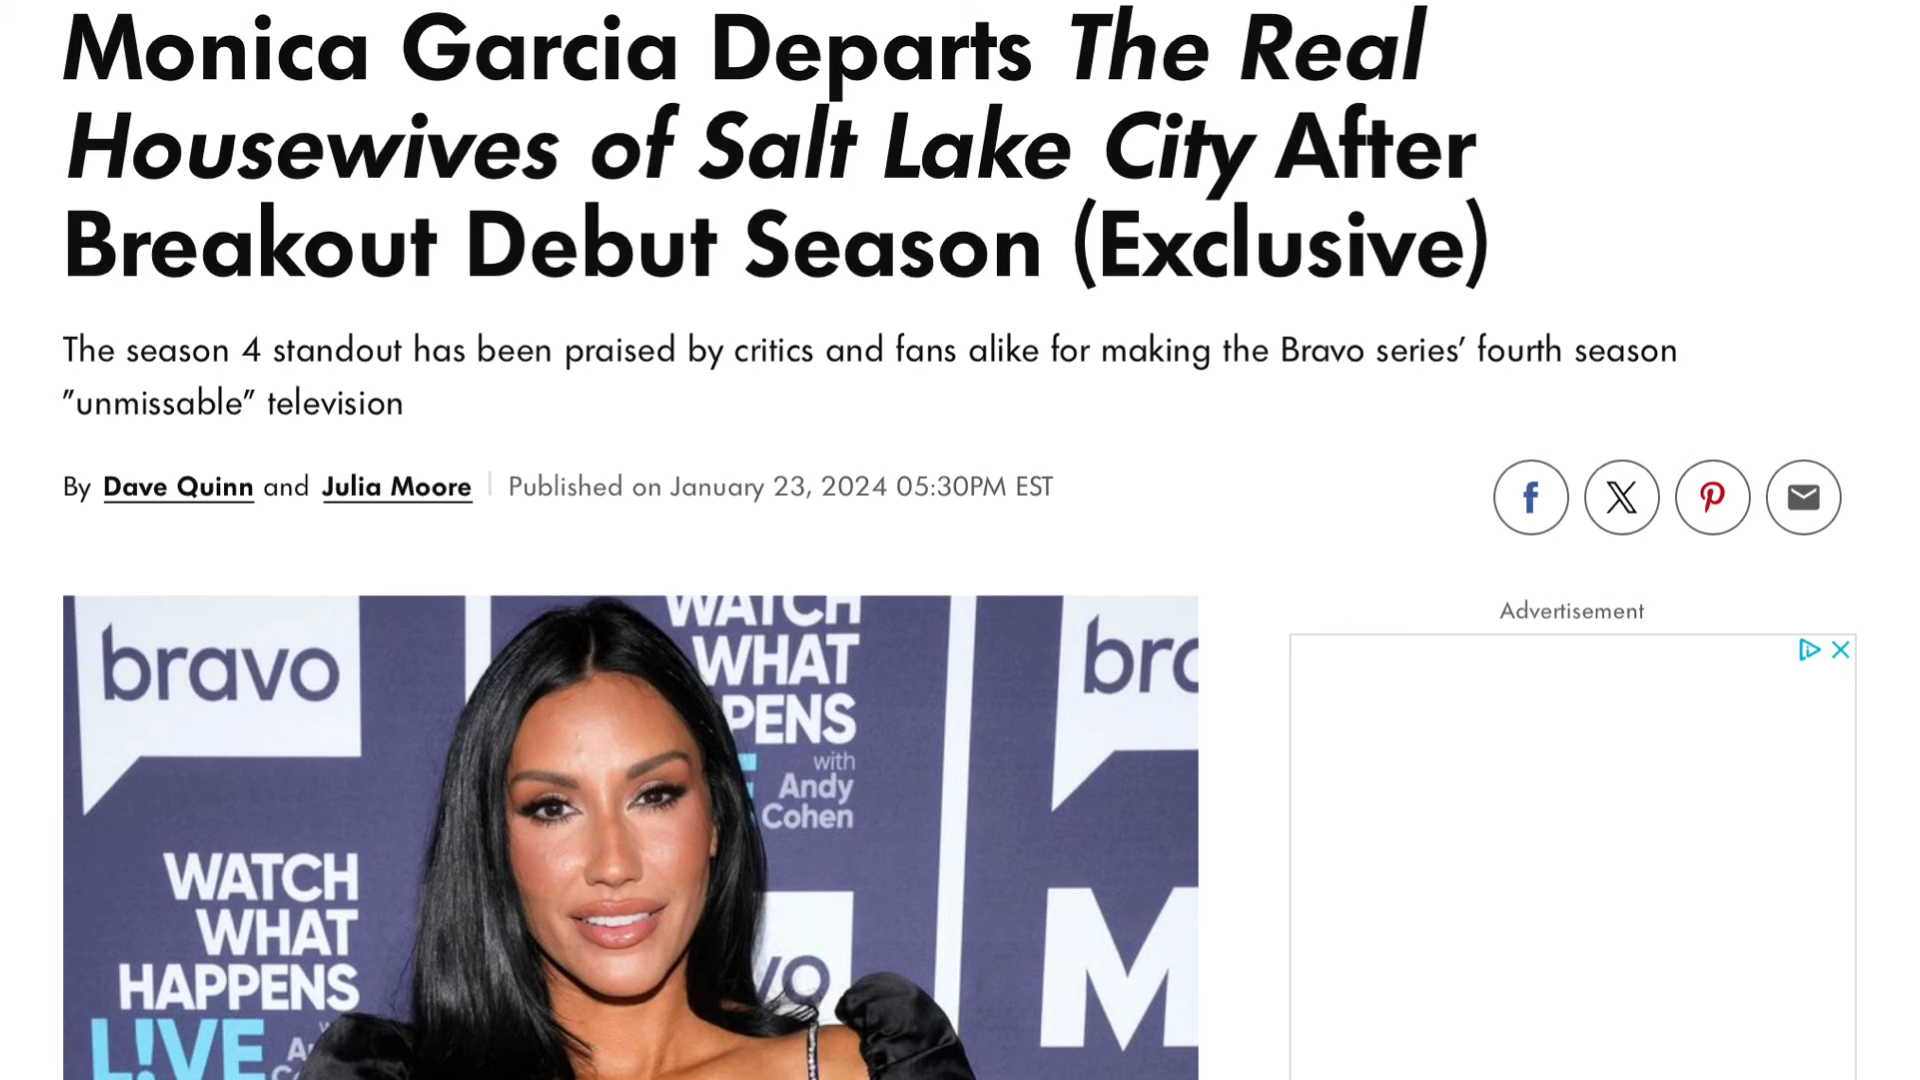 Monica Garcia Departs The Real
Housewives of Salt Lake City After
Breakout Debut Season (Exclusive)
The season 4 standout has been praised by critics and fans alike for making the Bravo series’ fourth season
"unmissable" television
By Dave Quinn and Julia Moore Published on January 23, 2024 05:30PM EST
Advertisement
bravo
WATCH
WHAT
PENS
with
Andy
Cohen
bra
WATCH
WHAT
HAPPENS
L!VE
vo
M